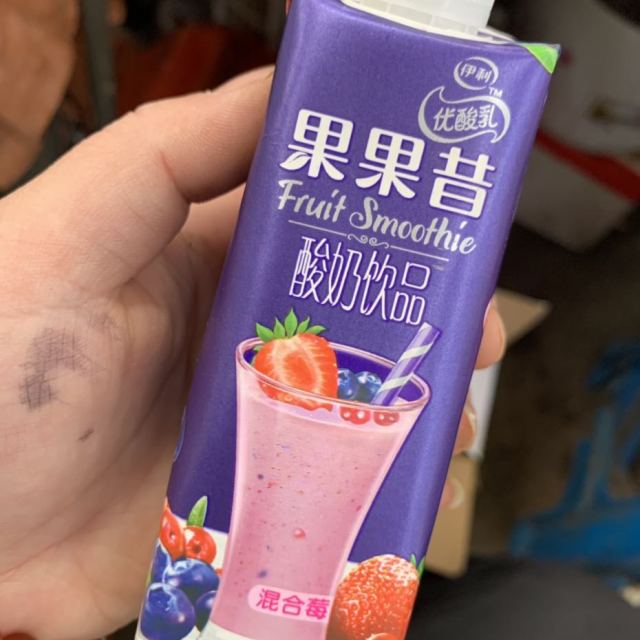 伊利
优酸乳
TM
果果昔
Fruit Smoothie
酸奶饮品
混合莓